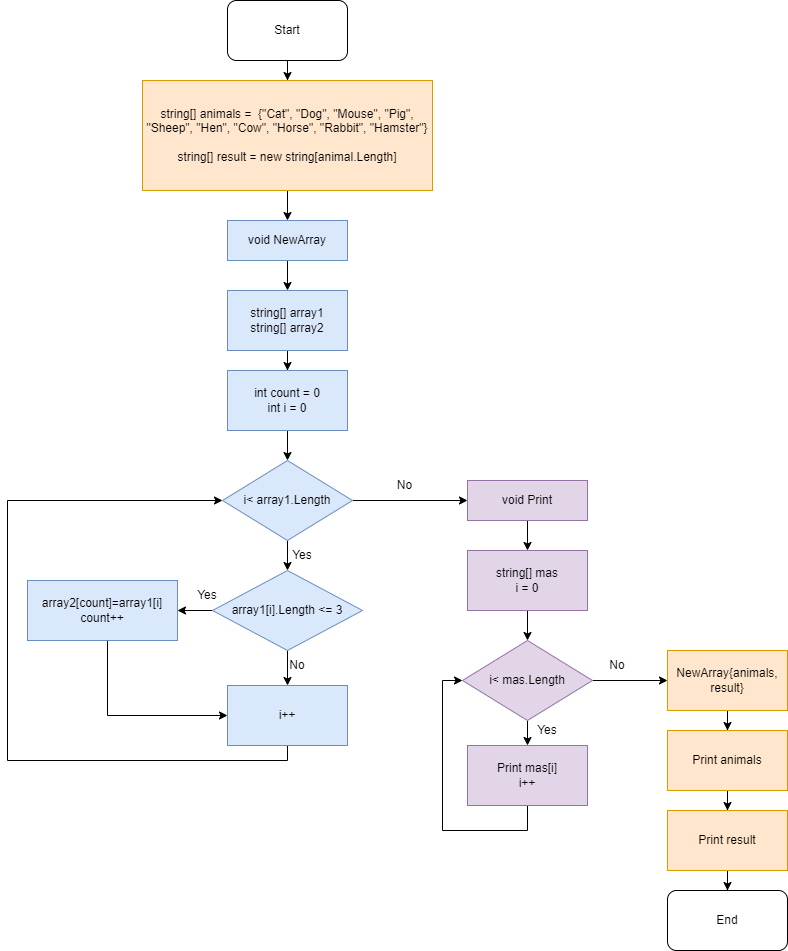 Start
string[] animals =  {"Cat", "Dog", "Mouse", "Pig",
"Sheep", "Hen", "Cow", "Horse", "Rabbit", "Hamster"}
string[] result = new string[animal.Length]
void NewArray
string[] array1
string[] array2
int count = 0
int i = 0
i< array1.Length
No
Yes
array1[i].Length <= 3
Yes
array2[count]=array1[i]
count++
No
i++
void Print
string[] mas
i = 0
i< mas.Length
No
Yes
Print mas[i]
i++
NewArray{animals,
result}
Print animals
Print result
End